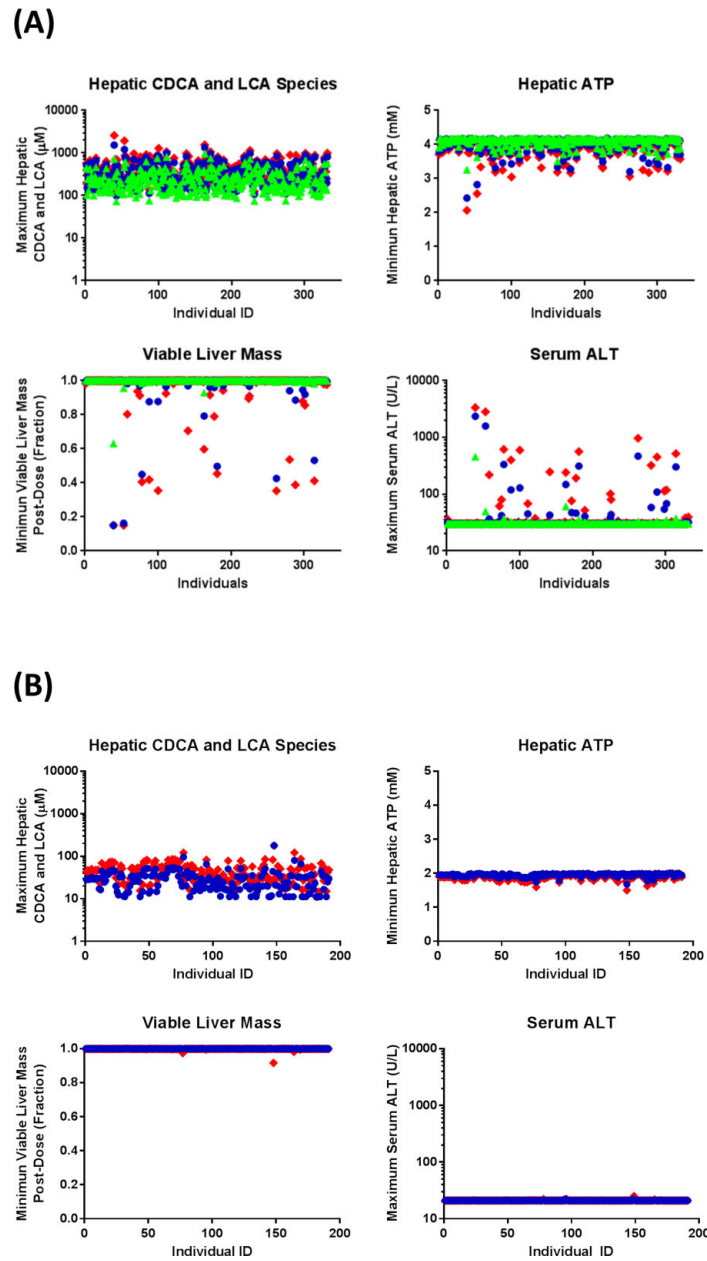 (A)
Hepatic CDCA and LCA Species
Maximum Hepatic
CDCA and LCA (μM)
10000
1000
100
10
1
0
100
200
300
Individual ID
Hepatic ATP
Minimun Hepatic ATP (mM)
5
4
3
2
1
0
0
100
200
300
Individuals
Viable Liver Mass
Minimun Viable Liver Mass
Post-Dose (Fraction)
1.0
0.8
0.6
0.4
0.2
0.0
0
100
200
300
Individuals
Serum ALT
Maximum Serum ALT (U/L)
10000
1000
100
10
0
100
200
300
Individuals
(B)
Hepatic CDCA and LCA Species
Maximum Hepatic
CDCA and LCA (μM)
10000
1000
100
10
1
0
50
100
150
200
Individual ID
Hepatic ATP
Minimun Hepatic ATP (mM)
5
4
3
2
1
0
0
50
100
150
200
Individual ID
Viable Liver Mass
Minimun Viable Liver Mass
Post-Dose (Fraction)
1.0
0.8
0.6
0.4
0.2
0.0
0
50
100
150
200
Individual ID
Serum ALT
Maximum Serum ALT (U/L)
10000
1000
100
10
0
50
100
150
200
Individual ID